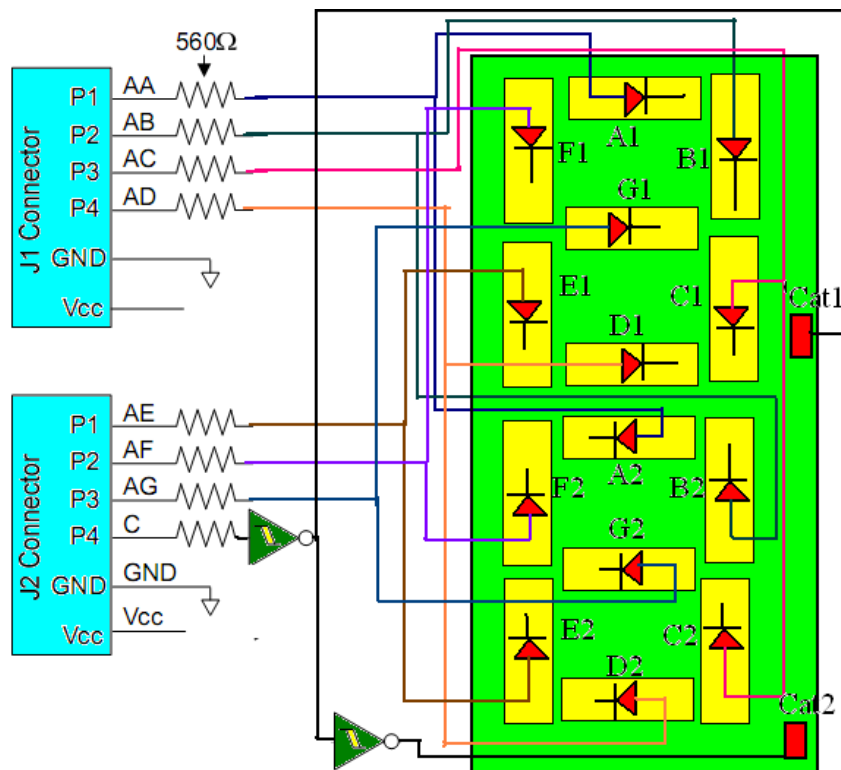 560Ω
J1 Connector
P1 AA
P2 AB
P3 AC
P4 AD
GND
Vcc
J2 Connector
P1 AE
P2 AF
P3 AG
P4 C
GND GND
Vcc Vcc
A1
F1
B1
G1
E1
C1
Cat1
D1
A2
F2
B2
G2
E2
C2
D2
Cat2